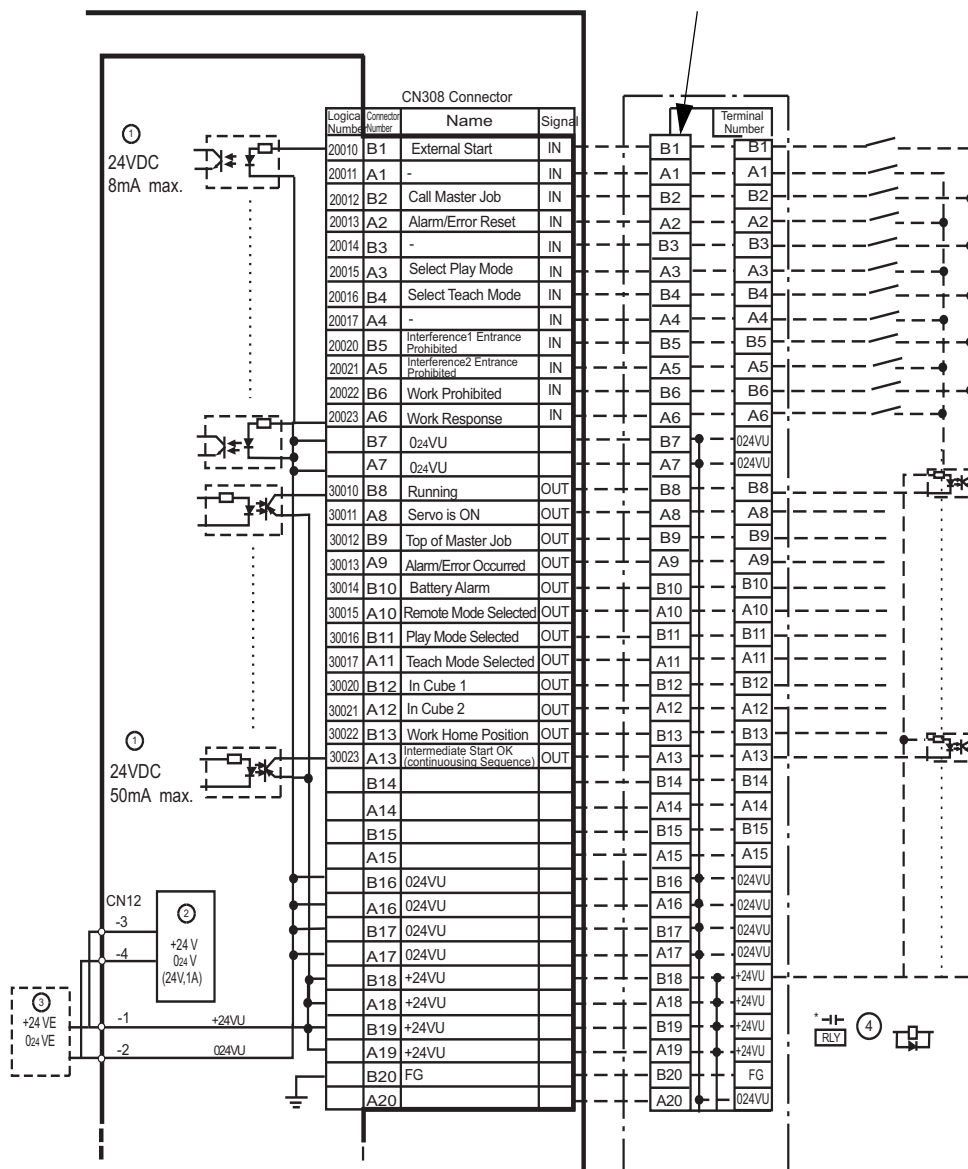 CN308 Connector
Logical Number Connector Number Name Signal
Terminal Number
①
24VDC
8mA max.
20010 B1 External Start IN B1 B1
20011 A1 - IN A1 A1
20012 B2 Call Master Job IN B2 B2
20013 A2 Alarm/Error Reset IN A2 A2
20014 B3 - IN B3 B3
20015 A3 Select Play Mode IN A3 A3
20016 B4 Select Teach Mode IN B4 B4
20017 A4 - IN A4 A4
20020 B5 Interference1 Entrance Prohibited IN B5 B5
20021 A5 Interference2 Entrance Prohibited IN A5 A5
20022 B6 Work Prohibited IN B6 B6
20023 A6 Work Response IN A6 A6
B7 024VU B7 024VU
A7 024VU A7 024VU
30010 B8 Running OUT B8 B8
30011 A8 Servo is ON OUT A8 A8
30012 B9 Top of Master Job OUT B9 B9
30013 A9 Alarm/Error Occurred OUT A9 A9
30014 B10 Battery Alarm OUT B10 B10
30015 A10 Remote Mode Selected OUT A10 A10
30016 B11 Play Mode Selected OUT B11 B11
30017 A11 Teach Mode Selected OUT A11 A11
30020 B12 In Cube 1 OUT B12 B12
30021 A12 In Cube 2 OUT A12 A12
30022 B13 Work Home Position OUT B13 B13
30023 A13 Intermediate Start OK (continuousing Sequence) OUT A13 A13
①
24VDC
50mA max.
B14 B14 B14
A14 A14 A14
B15 B15 B15
A15 A15 A15
B16 024VU B16 024VU
A16 024VU A16 024VU
B17 024VU B17 024VU
A17 024VU A17 024VU
B18 +24VU B18 +24VU
A18 +24VU A18 +24VU
B19 +24VU B19 +24VU
A19 +24VU A19 +24VU
B20 FG B20 FG
A20 A20 024VU
CN12
-3
-4
②
+24 V
024 V
(24V,1A)
③
+24 VE
024 VE
-1 +24VU
-2 024VU
*
RLY
④